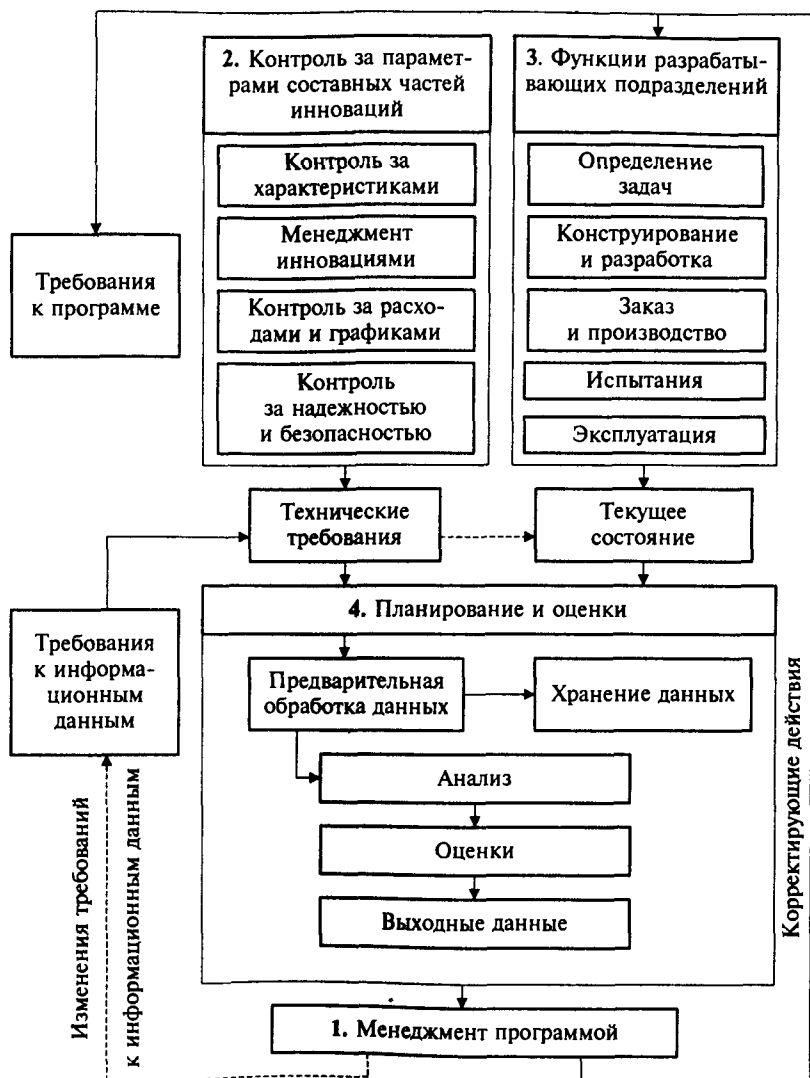 2. Контроль за парамет-
рами составных частей
инноваций
Контроль за
характеристиками
Менеджмент
инновациями
Контроль за расхо-
дами и графиками
Контроль
за надежностью
и безопасностью
3. Функции разрабаты-
вающих подразделений
Определение
задач
Конструирование
и разработка
Заказ
и производство
Испытания
Эксплуатация
Требования
к программе
Технические
требования
Текущее
состояние
Требования
к информа-
ционным
данным
4. Планирование и оценки
Предварительная
обработка данных
Хранение данных
Анализ
Оценки
Выходные данные
Изменения требований
к информационным данным
Корректирующие действия
1. Менеджмент программой